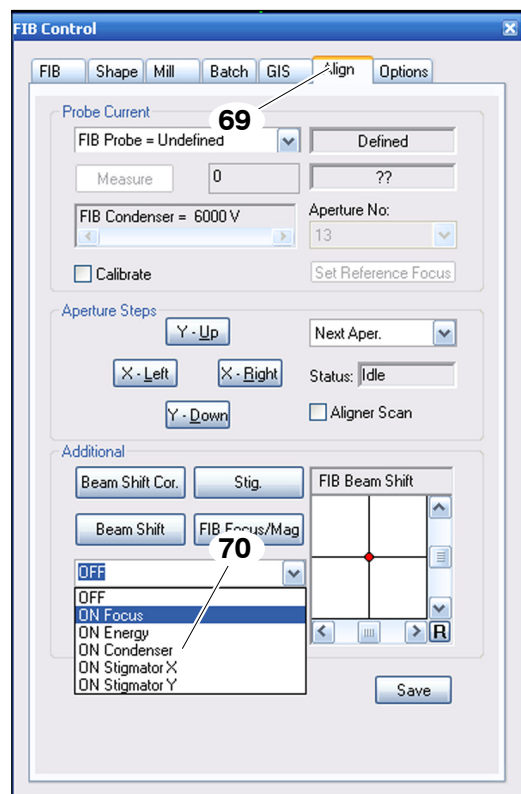 FIB Control
FIB Shape Mill Batch GIS Align Options
69
Probe Current
FIB Probe = Undefined
Defined
Measure
0
??
FIB Condenser = 6000 V
Aperture No:
13
Calibrate
Set Reference Focus
Aperture Steps
Y - Up
Next Aper.
X - Left
X - Right
Status: Idle
Y - Down
Aligner Scan
Additional
Beam Shift Cor.
Stig.
FIB Beam Shift
Beam Shift
FIB Focus/Mag
70
OFF
OFF
ON Focus
ON Energy
ON Condenser
ON Stigmator X
ON Stigmator Y
R
Save